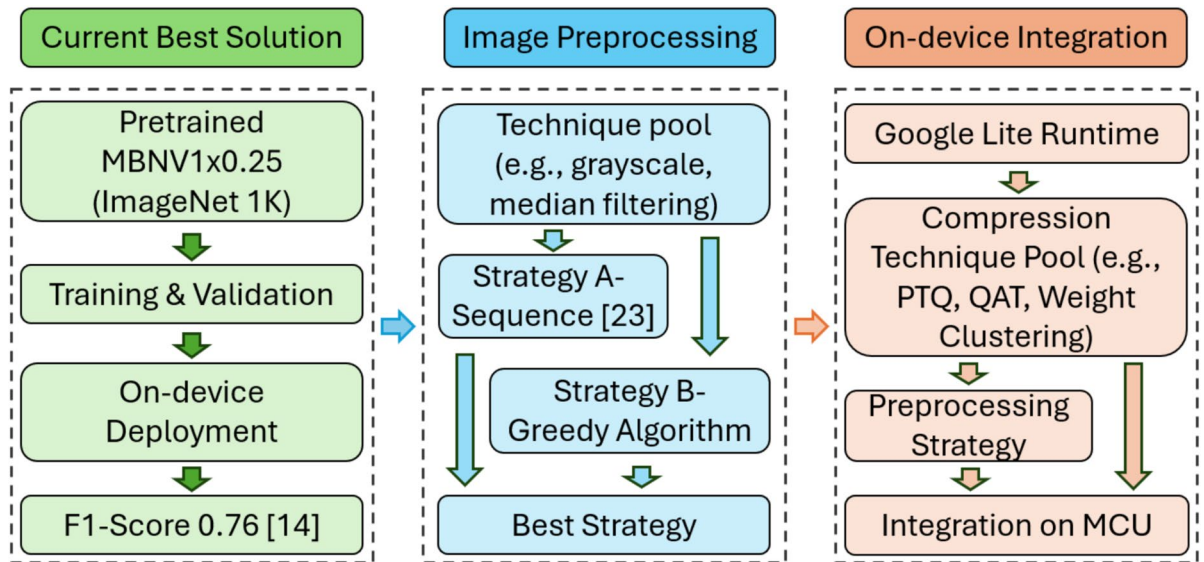 Current Best Solution
Pretrained
MBNV1x0.25
(ImageNet 1K)
Training & Validation
On-device
Deployment
F1-Score 0.76 [14]
Image Preprocessing
Technique pool
(e.g., grayscale,
median filtering)
Strategy A-
Sequence [23]
Strategy B-
Greedy Algorithm
Best Strategy
On-device Integration
Google Lite Runtime
Compression
Technique Pool (e.g.,
PTQ, QAT, Weight
Clustering)
Preprocessing
Strategy
Integration on MCU